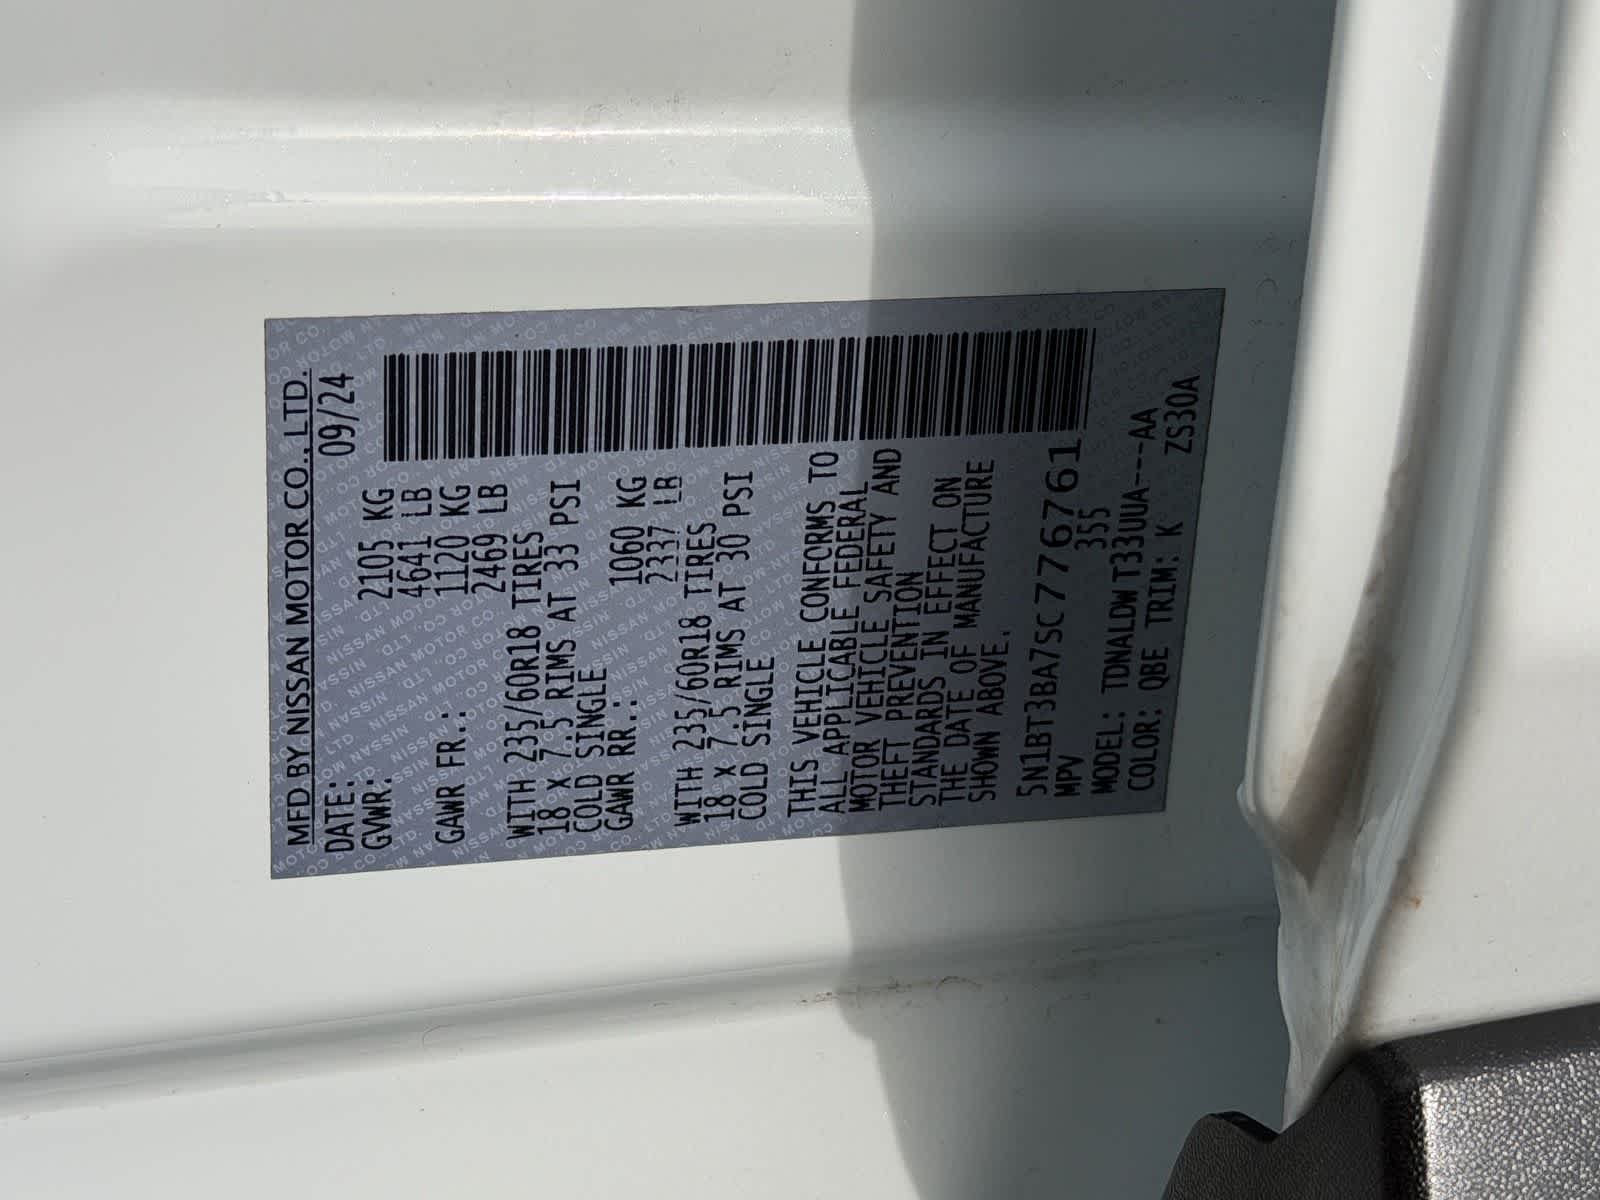 MFD. BY NISSAN MOTOR CO., LTD.
DATE: 09/24
GVWR: 2105 KG
4641 LB
GAWR FR.: 1120 KG
2469 LB
WITH 235/60R18 TIRES
18 X 7.5 RIMS AT 33 PSI
COLD SINGLE
GAWR RR.: 1060 KG
2337 LB
WITH 235/60R18 TIRES
18 X 7.5 RIMS AT 30 PSI
COLD SINGLE
THIS VEHICLE CONFORMS TO
ALL APPLICABLE FEDERAL
MOTOR VEHICLE SAFETY AND
THEFT PREVENTION
STANDARDS IN EFFECT ON
THE DATE OF MANUFACTURE
SHOWN ABOVE.
5N1BT3BA7SC776761
MPV 355
MODEL: TDNALDW T33UUA---AA
COLOR: QBE TRIM: K ZS30A